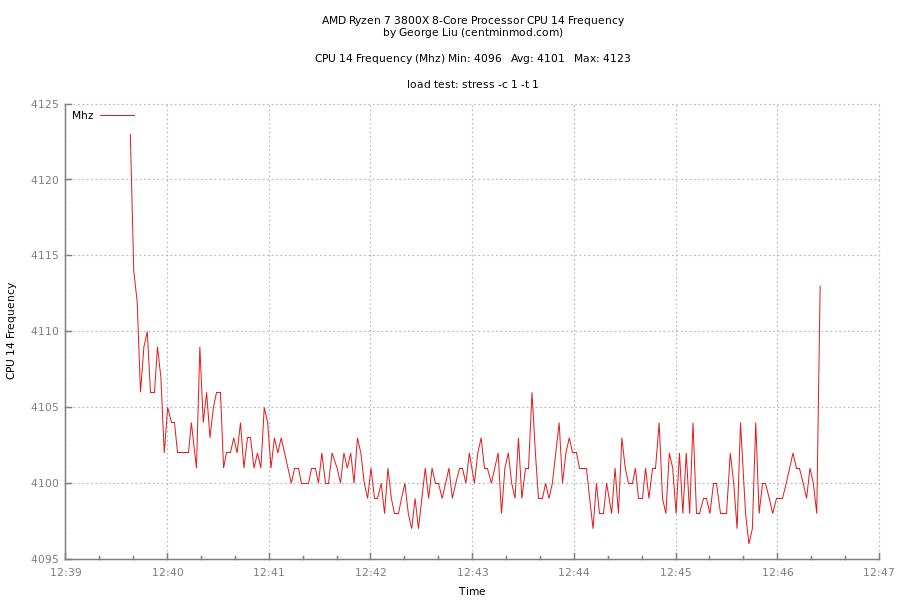 AMD Ryzen 7 3800X 8-Core Processor CPU 14 Frequency
by George Liu (centminmod.com)
CPU 14 Frequency (Mhz) Min: 4096 Avg: 4101 Max: 4123
load test: stress -c 1 -t 1
Mhz
4125
4120
4115
4110
4105
4100
4095
CPU 14 Frequency
12:39 12:40 12:41 12:42 12:43 12:44 12:45 12:46 12:47
Time